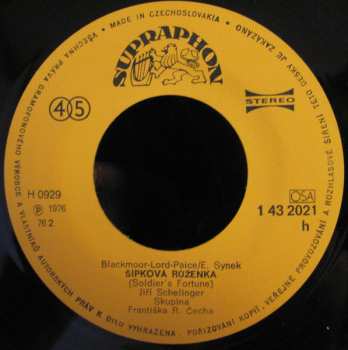 • MADE IN CZECHOSLOVAKIA •
VŠECHNA PRÁVA GRAMOFONOVÉHO VÝROBCE A VLASTNÍKŮ AUTORSKÝCH PRÁV K DÍLU VYHRAZENA. POŘIZOVÁNÍ KOPIÍ, VEŘEJNÉ PROVOZOVÁNÍ A ROZHLASOVÉ ŠÍŘENÍ TÉTO DESKY JE ZAKÁZÁNO
SUPRAPHON
45
STEREO
H 0929
OSA
℗ 1976
1 43 2021
76 2
h
Blackmoor-Lord-Paice/E. Synek
ŠÍPKOVÁ RŮŽENKA
(Soldier's Fortune)
Jiří Schelinger
Skupina
Františka R. Čecha